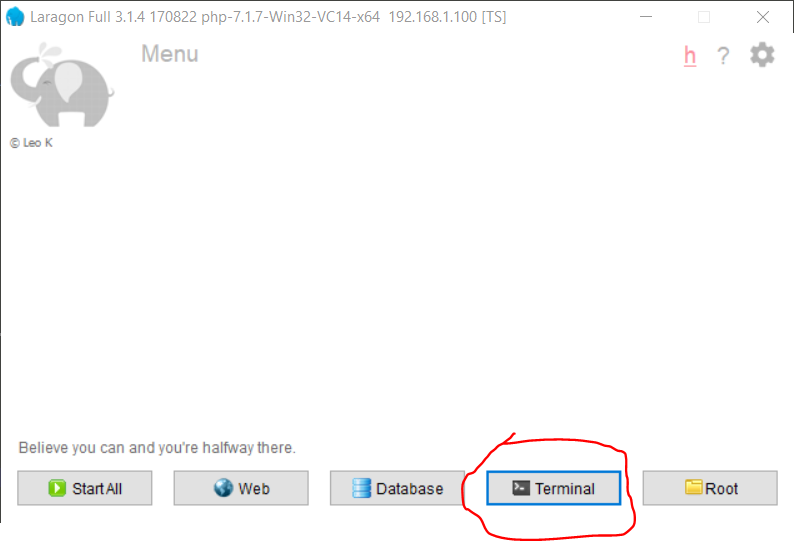 Laragon Full 3.1.4 170822 php-7.1.7-Win32-VC14-x64 192.168.1.100 [TS]
Menu
h ?
© Leo K
Believe you can and you're halfway there.
Start All Web Database Terminal Root